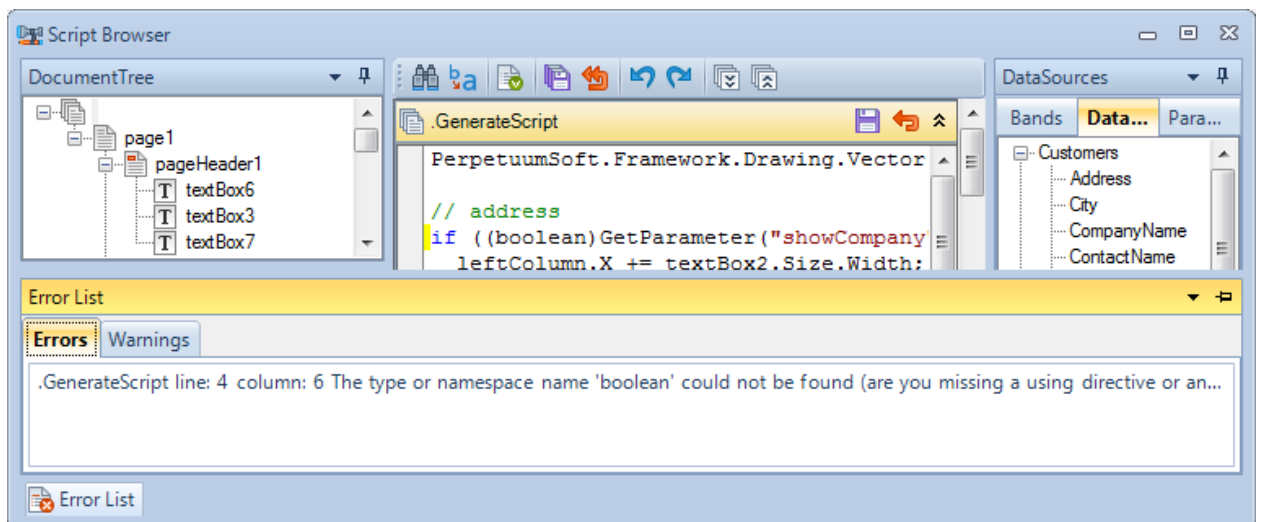 Script Browser
DocumentTree
page1
pageHeader1
textBox6
textBox3
textBox7
.GenerateScript
PerpetuumSoft.Framework.Drawing.Vector
// address
if ((boolean)GetParameter("showCompany"
leftColumn.X += textBox2.Size.Width;
DataSources
Bands Data... Para...
Customers
Address
City
CompanyName
ContactName
Error List
Errors Warnings
.GenerateScript line: 4 column: 6 The type or namespace name 'boolean' could not be found (are you missing a using directive or an...
Error List